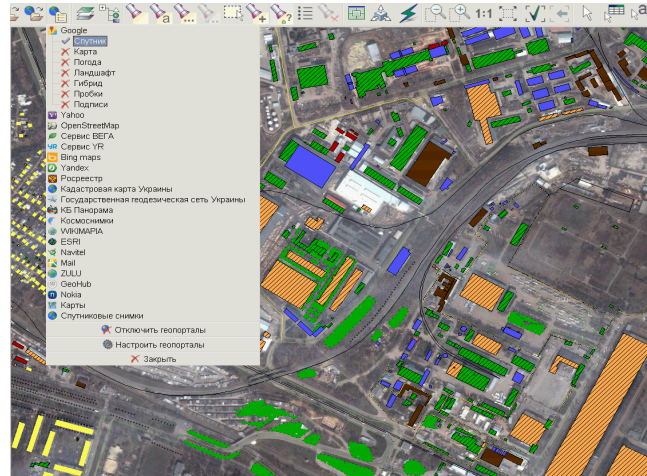 1:1
a
a
Google
Спутник
Карта
Погода
Ландшафт
Гибрид
Пробки
Подписи
Yahoo
OpenStreetMap
Сервис ВЕГА
Сервис YR
Bing maps
Yandex
Росреестр
Кадастровая карта Украины
Государственная геодезическая сеть Украины
КБ Панорама
Космоснимки
WIKIMAPIA
ESRI
Navitel
Mail
ZULU
GeoHub
Nokia
Карты
Спутниковые снимки
Отключить геопорталы
Настроить геопорталы
Закрыть